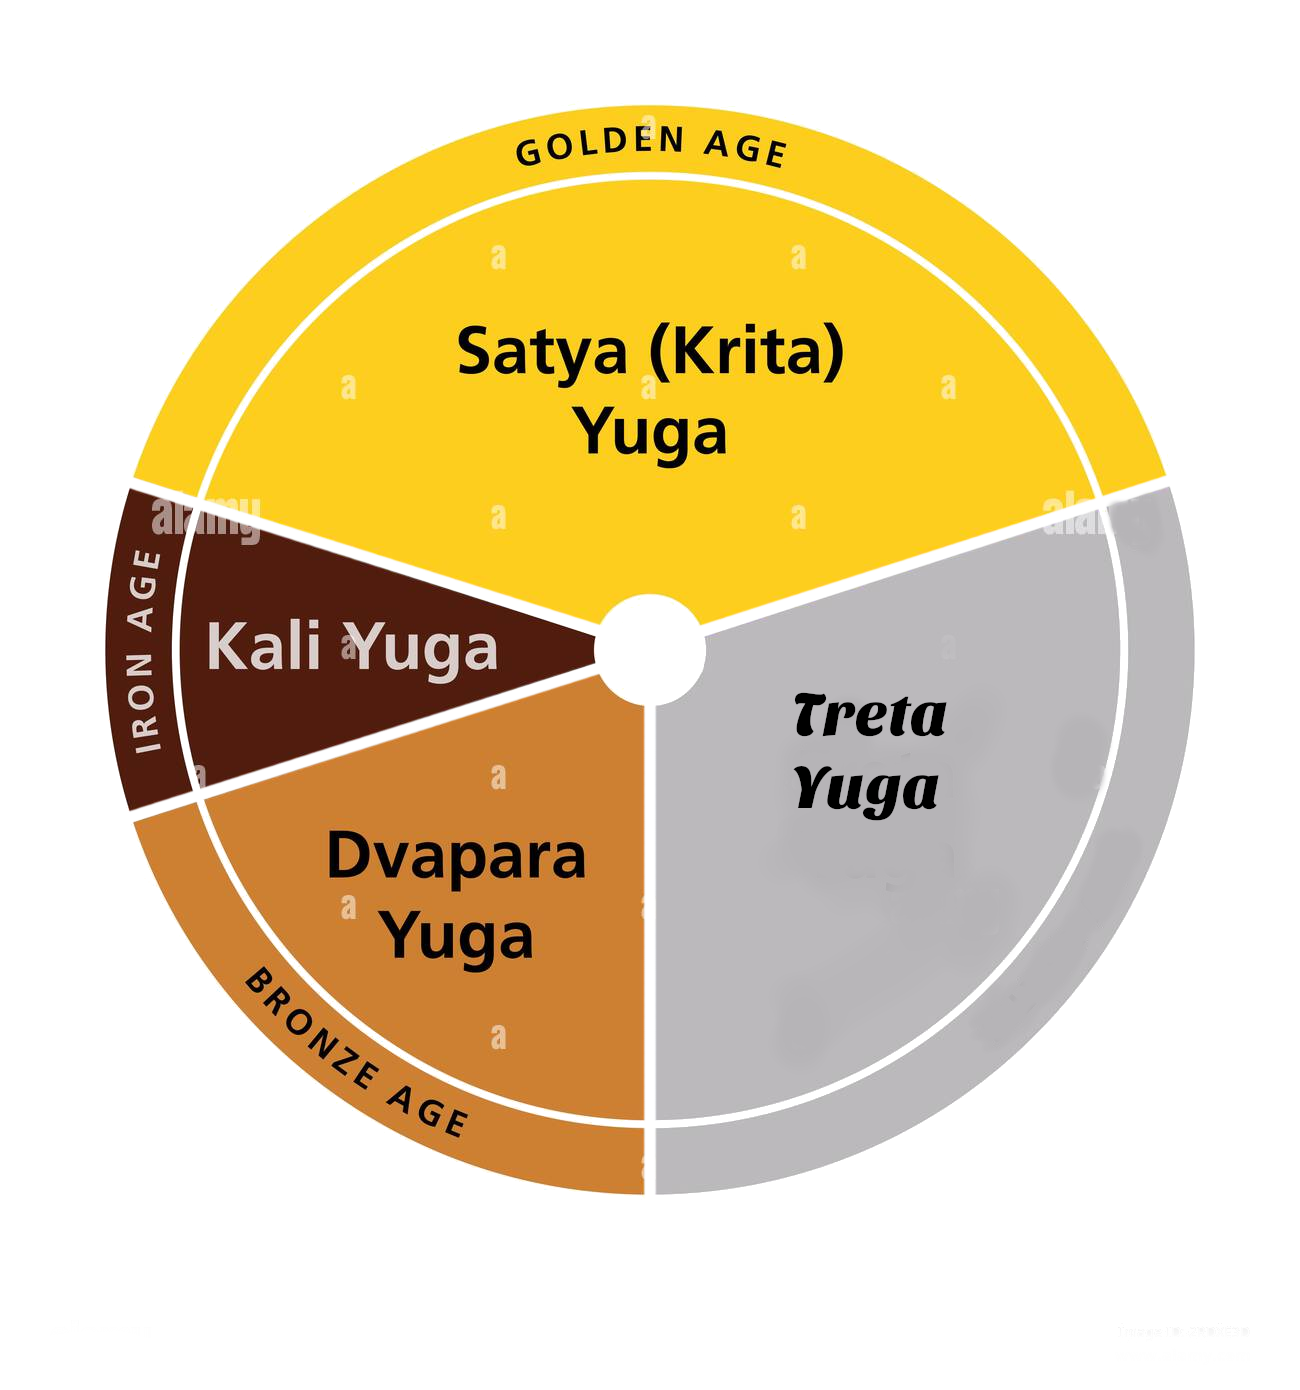 GOLDEN AGE
Satya (Krita)
Yuga
IRON AGE
Kali Yuga
Treta
Yuga
Dvapara
Yuga
BRONZE AGE
alamy